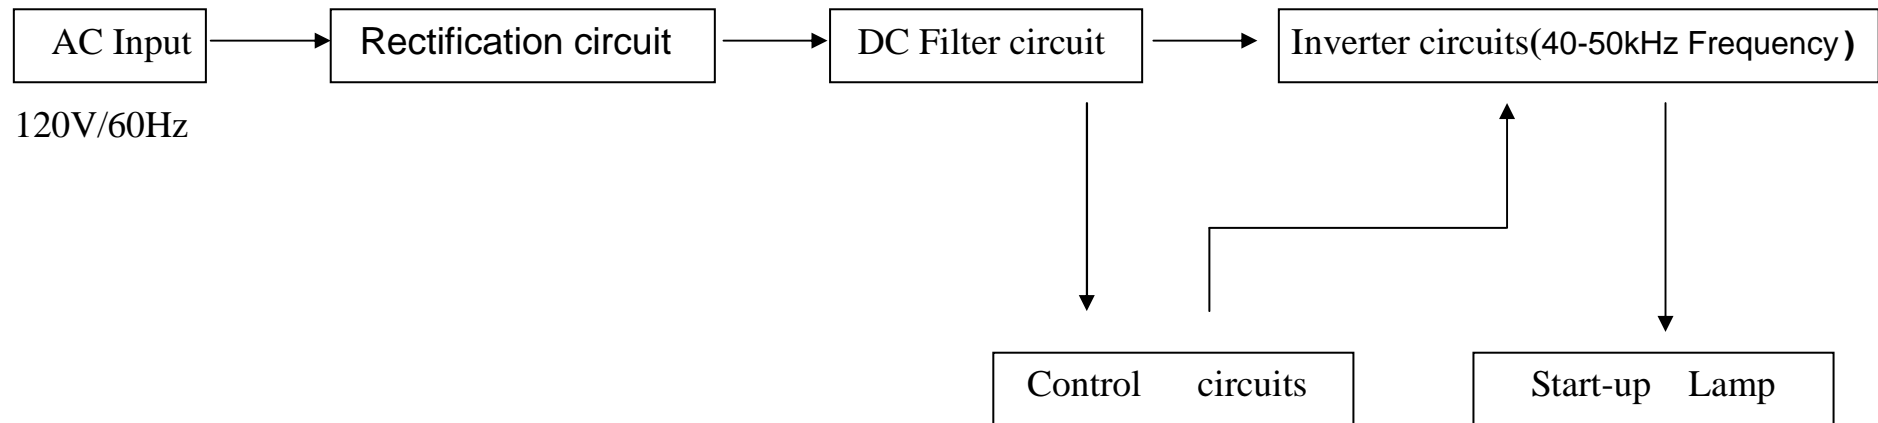 AC Input
Rectification circuit
DC Filter circuit
Inverter circuits(40-50kHz Frequency)
120V/60Hz
Control circuits
Start-up Lamp